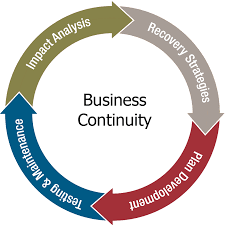 Business
Continuity
Impact Analysis
Recovery Strategies
Plan Development
Testing & Maintenance